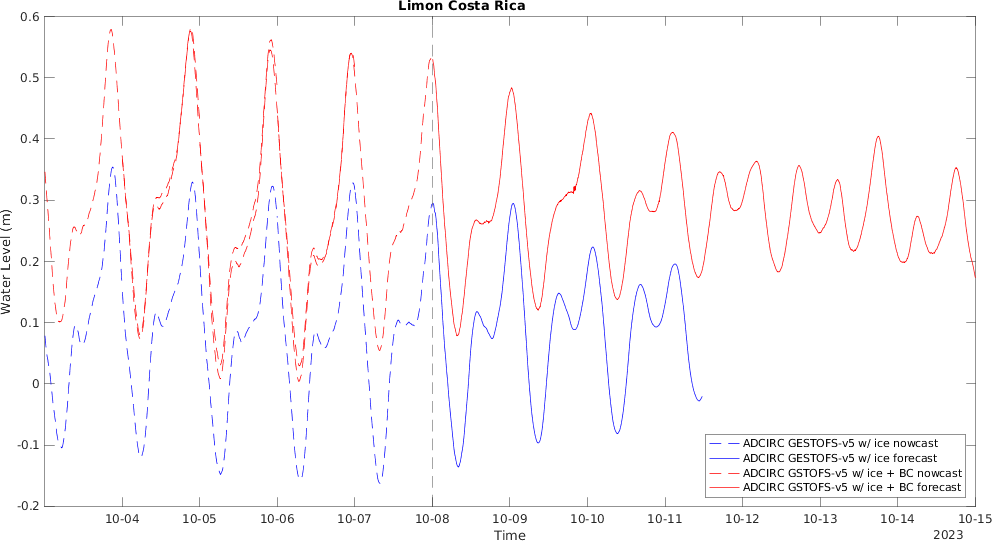 Limon Costa Rica
0.6
0.5
0.4
0.3
0.2
0.1
0
-0.1
-0.2
Water Level (m)
ADCIRC GESTOFS-v5 w/ ice nowcast
ADCIRC GESTOFS-v5 w/ ice forecast
ADCIRC GSTOFS-v5 w/ ice + BC nowcast
ADCIRC GSTOFS-v5 w/ ice + BC forecast
10-04 10-05 10-06 10-07 10-08 10-09 10-10 10-11 10-12 10-13 10-14 10-15
Time
2023